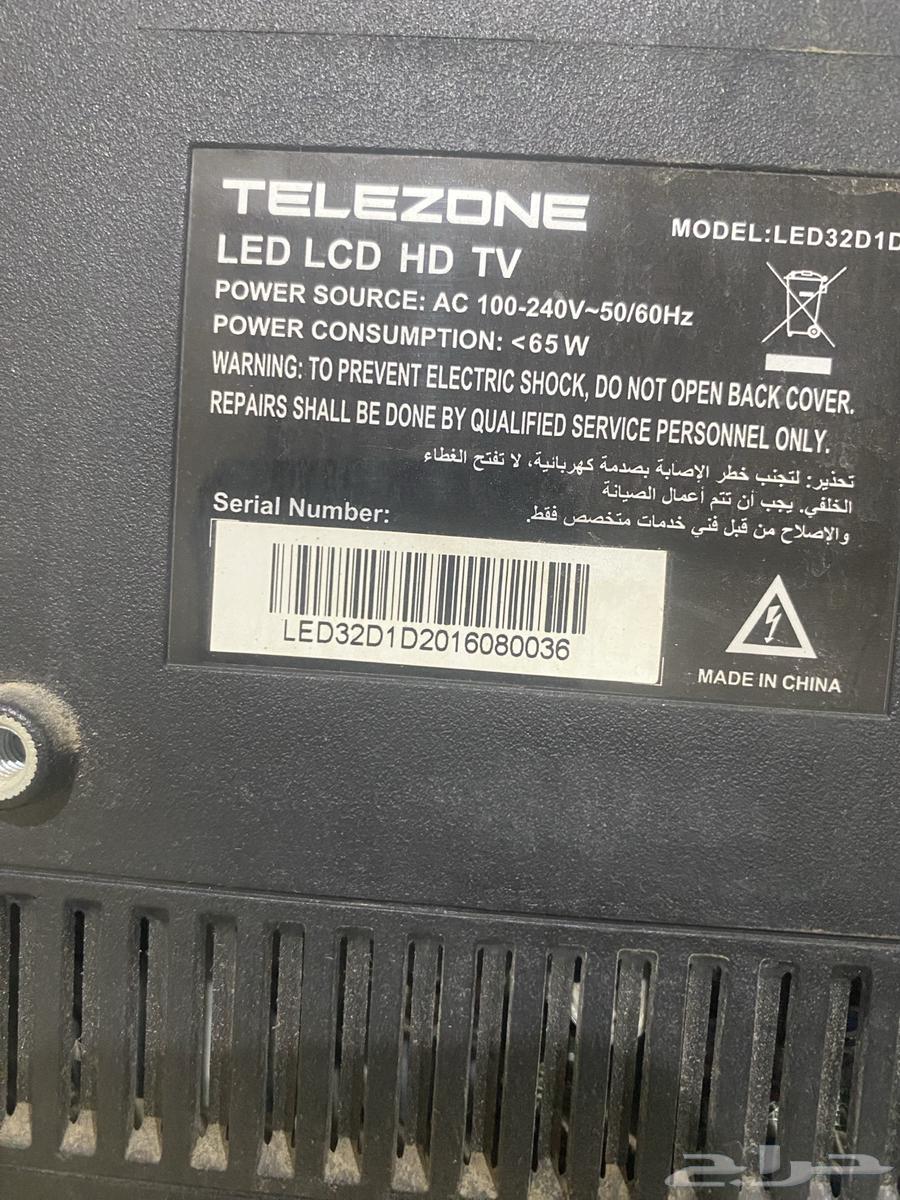 TELEZONE
MODEL:LED32D1D
LED LCD HD TV
POWER SOURCE: AC 100-240V~50/60Hz
POWER CONSUMPTION: <65W
WARNING: TO PREVENT ELECTRIC SHOCK, DO NOT OPEN BACK COVER.
REPAIRS SHALL BE DONE BY QUALIFIED SERVICE PERSONNEL ONLY.
تحذير: لتجنب خطر الإصابة بصدمة كهربائية، لا تفتح الغطاء
الخلفي. يجب أن تتم أعمال الصيانة
والإصلاح من قبل فني خدمات متخصص فقط.
Serial Number:
LED32D1D2016080036
MADE IN CHINA
حراج